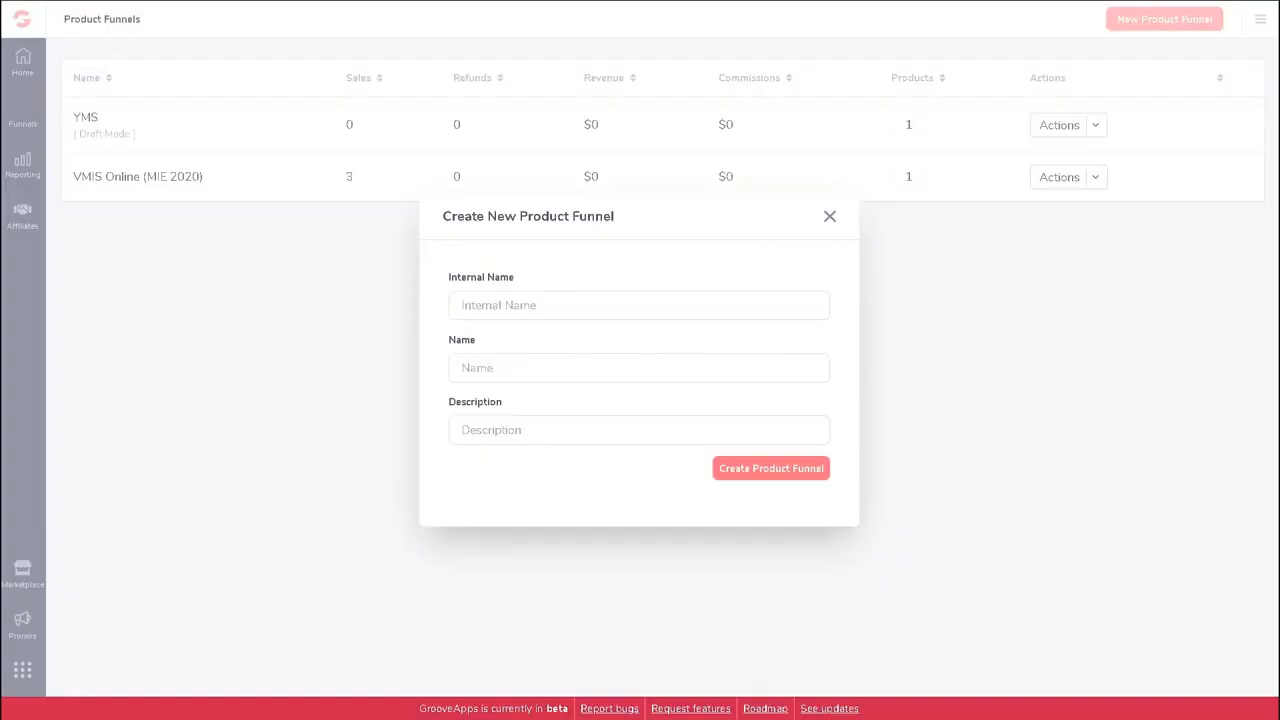 Product Funnels
New Product Funnel
Home
Funnels
Reporting
Affiliates
Marketplace
Promos
Name Sales Refunds Revenue Commissions Products Actions
YMS 0 0 $0 $0 1 Actions
[ Draft Mode ]
VMIS Online (MIE 2020) 3 0 $0 $0 1 Actions
Create New Product Funnel
Internal Name
Internal Name
Name
Name
Description
Description
Create Product Funnel
GrooveApps is currently in beta Report bugs Request features Roadmap See updates